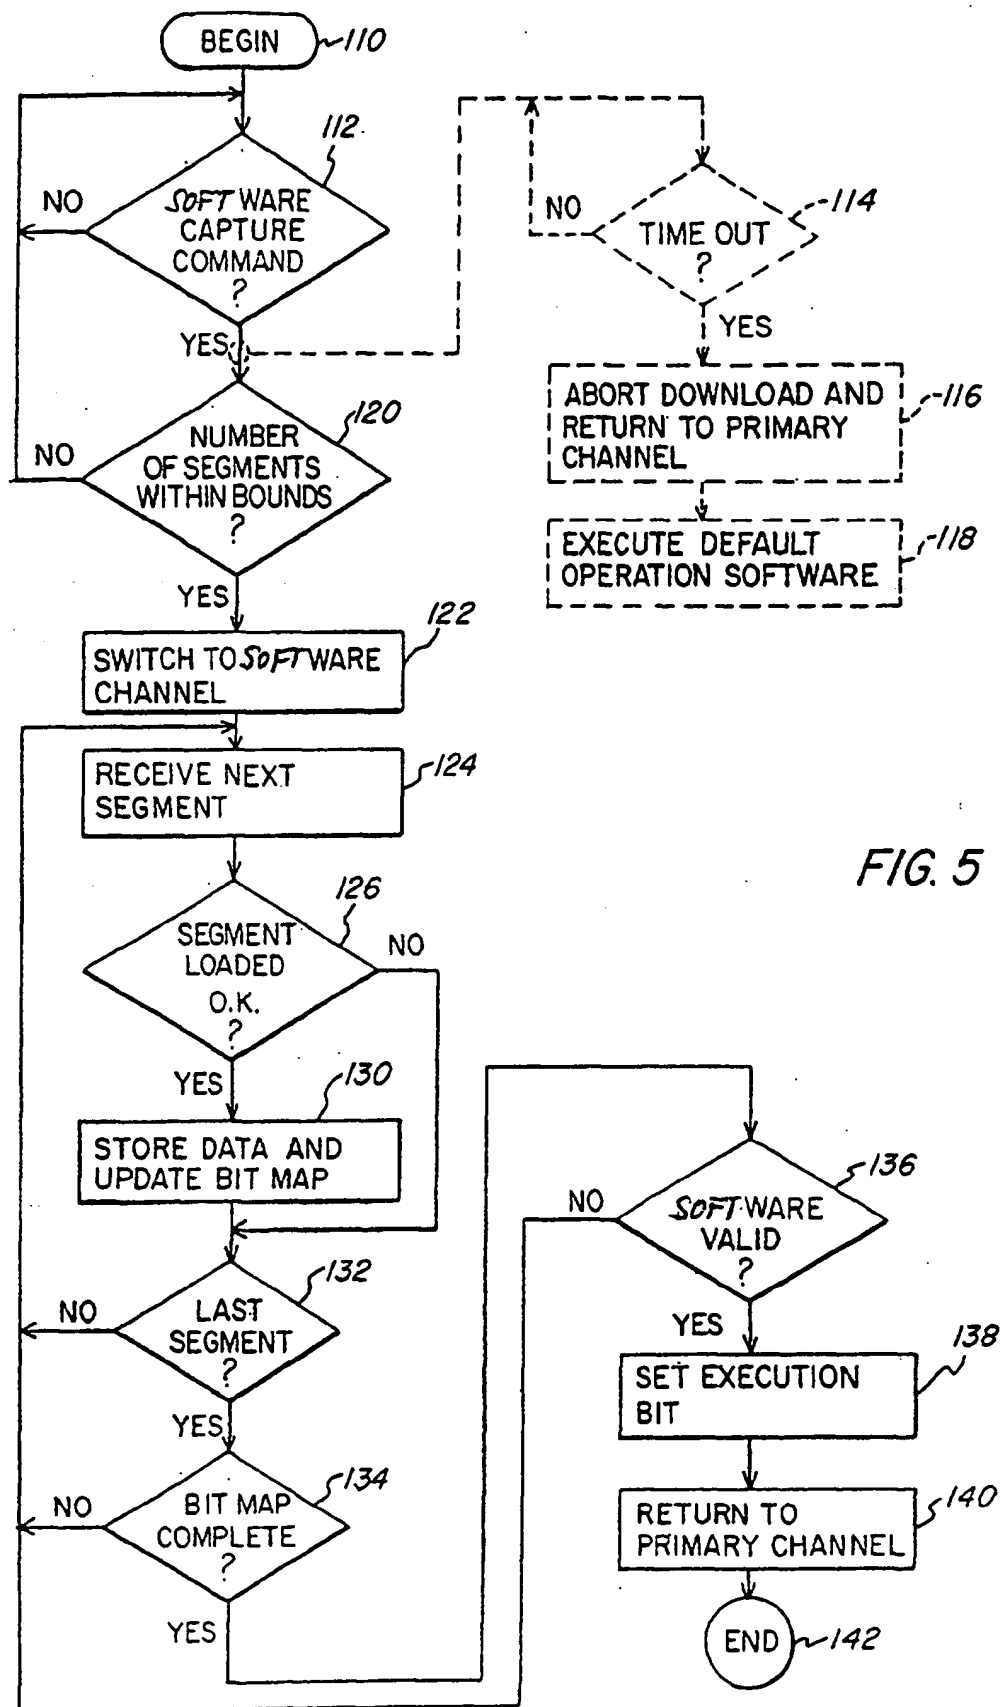 BEGIN
110
112
SOFTWARE
CAPTURE
COMMAND
?
NO
YES
TIME OUT
?
114
NO
YES
ABORT DOWNLOAD AND
RETURN TO PRIMARY
CHANNEL
116
EXECUTE DEFAULT
OPERATION SOFTWARE
118
120
NUMBER
OF SEGMENTS
WITHIN BOUNDS
?
NO
YES
122
SWITCH TO SOFTWARE
CHANNEL
RECEIVE NEXT
SEGMENT
124
FIG. 5
126
SEGMENT
LOADED
O.K.
?
NO
YES
130
STORE DATA AND
UPDATE BIT MAP
132
LAST
SEGMENT
?
NO
YES
134
BIT MAP
COMPLETE
?
NO
YES
136
SOFTWARE
VALID
?
NO
YES
138
SET EXECUTION
BIT
140
RETURN TO
PRIMARY CHANNEL
END
142